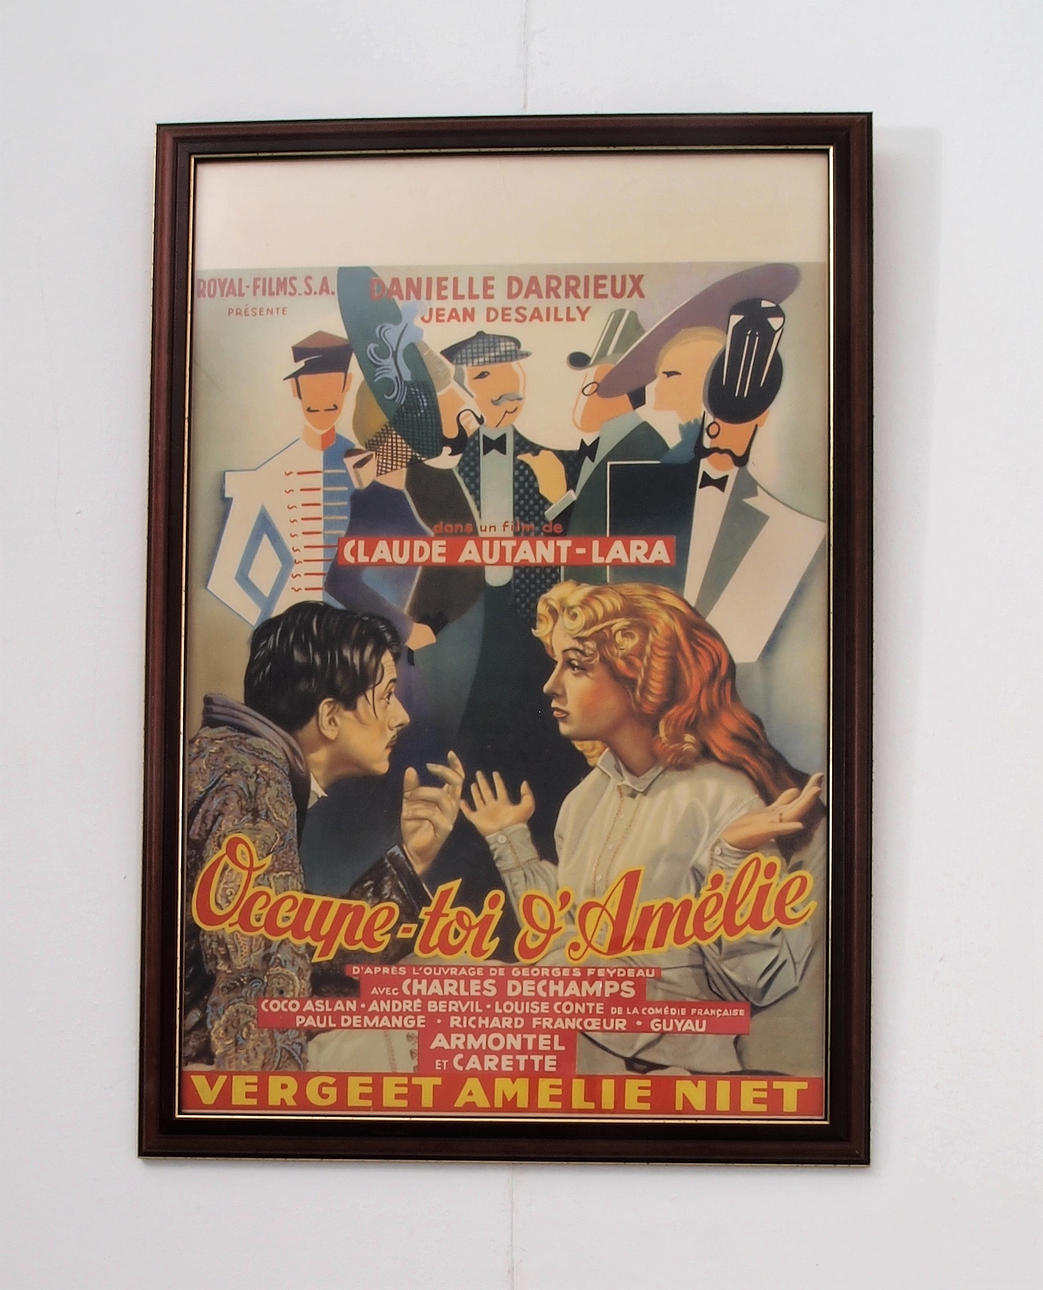 ROYAL-FILMS.S.A.
PRÉSENTE
DANIELLE DARRIEUX
JEAN DESAILLY
dans un film de
CLAUDE AUTANT-LARA
Occupe-toi d'Amélie
D'APRÈS L'OUVRAGE DE GEORGES FEYDEAU
AVEC CHARLES DECHAMPS
COCO ASLAN · ANDRÉ BERVIL · LOUISE CONTE DE LA COMÉDIE FRANÇAISE
PAUL DEMANGE · RICHARD FRANCŒUR · GUYAU
ARMONTEL
ET CARETTE
VERGEET AMELIE NIET